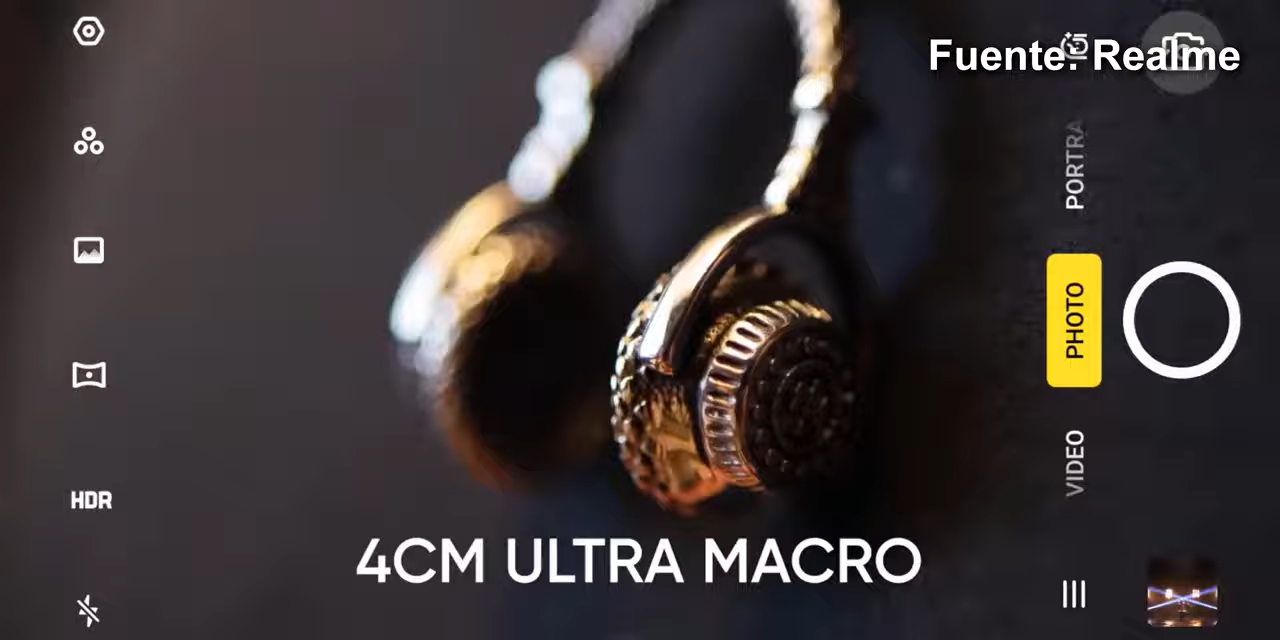 Fuente: Realme
PORTRA
PHOTO
VIDEO
HDR
4CM ULTRA MACRO